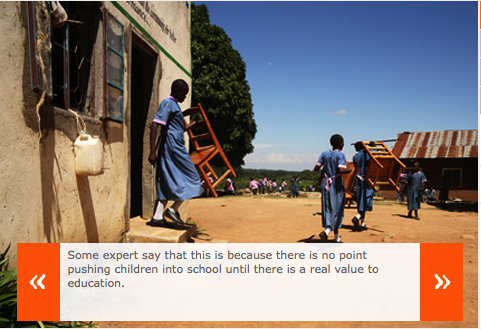 Some expert say that this is because there is no point
pushing children into school until there is a real value to
education.